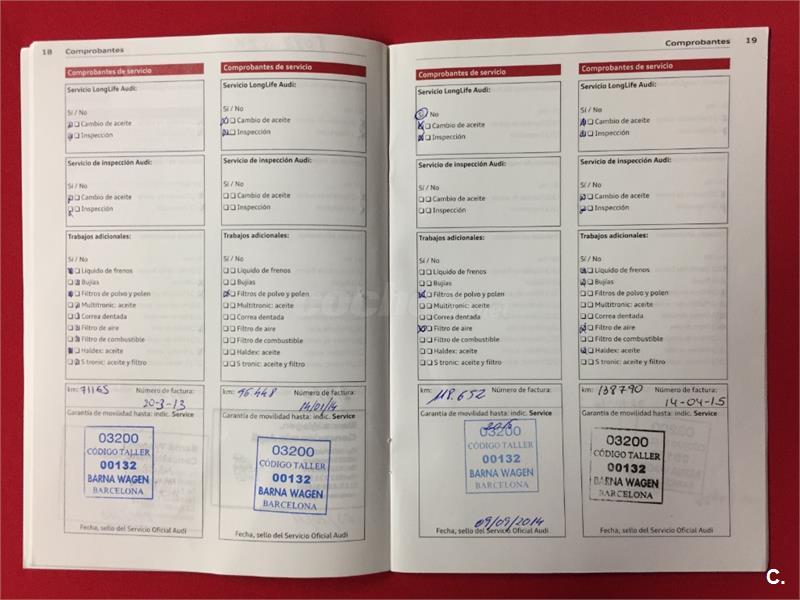 18 Comprobantes
Comprobantes de servicio
Servicio LongLife Audi:
Sí / No
Cambio de aceite
Inspección
Servicio de inspección Audi:
Sí / No
Cambio de aceite
Inspección
Trabajos adicionales:
Sí / No
Líquido de frenos
Bujías
Filtros de polvo y polen
Multitronic: aceite
Correa dentada
Filtro de aire
Filtro de combustible
Haldex: aceite
S tronic: aceite y filtro
km: 71165 Número de factura:
20-3-13
Garantía de movilidad hasta: indic. Service
03200
CÓDIGO TALLER
00132
BARNA WAGEN
BARCELONA
Fecha, sello del Servicio Oficial Audi
Comprobantes de servicio
Servicio LongLife Audi:
Sí / No
Cambio de aceite
Inspección
Servicio de inspección Audi:
Sí / No
Cambio de aceite
Inspección
Trabajos adicionales:
Sí / No
Líquido de frenos
Bujías
Filtros de polvo y polen
Multitronic: aceite
Correa dentada
Filtro de aire
Filtro de combustible
Haldex: aceite
S tronic: aceite y filtro
km: 96448 Número de factura:
14/01/14
Garantía de movilidad hasta: indic. Service
03200
CÓDIGO TALLER
00132
BARNA WAGEN
BARCELONA
Fecha, sello del Servicio Oficial Audi
Comprobantes 19
Comprobantes de servicio
Servicio LongLife Audi:
No
Cambio de aceite
Inspección
Servicio de inspección Audi:
Sí / No
Cambio de aceite
Inspección
Trabajos adicionales:
Sí / No
Líquido de frenos
Bujías
Filtros de polvo y polen
Multitronic: aceite
Correa dentada
Filtro de aire
Filtro de combustible
Haldex: aceite
S tronic: aceite y filtro
km: 118.652 Número de factura:
Garantía de movilidad hasta: indic. Service
03200
CÓDIGO TALLER
00132
BARNA WAGEN
BARCELONA
09/09/2014
Fecha, sello del Servicio Oficial Audi
Comprobantes de servicio
Servicio LongLife Audi:
Sí / No
Cambio de aceite
Inspección
Servicio de inspección Audi:
Sí / No
Cambio de aceite
Inspección
Trabajos adicionales:
Sí / No
Líquido de frenos
Bujías
Filtros de polvo y polen
Multitronic: aceite
Correa dentada
Filtro de aire
Filtro de combustible
Haldex: aceite
S tronic: aceite y filtro
km: 138790 Número de factura:
14-04-15
Garantía de movilidad hasta: indic. Service
03200
CÓDIGO TALLER
00132
BARNA WAGEN
BARCELONA
Fecha, sello del Servicio Oficial Audi
C.